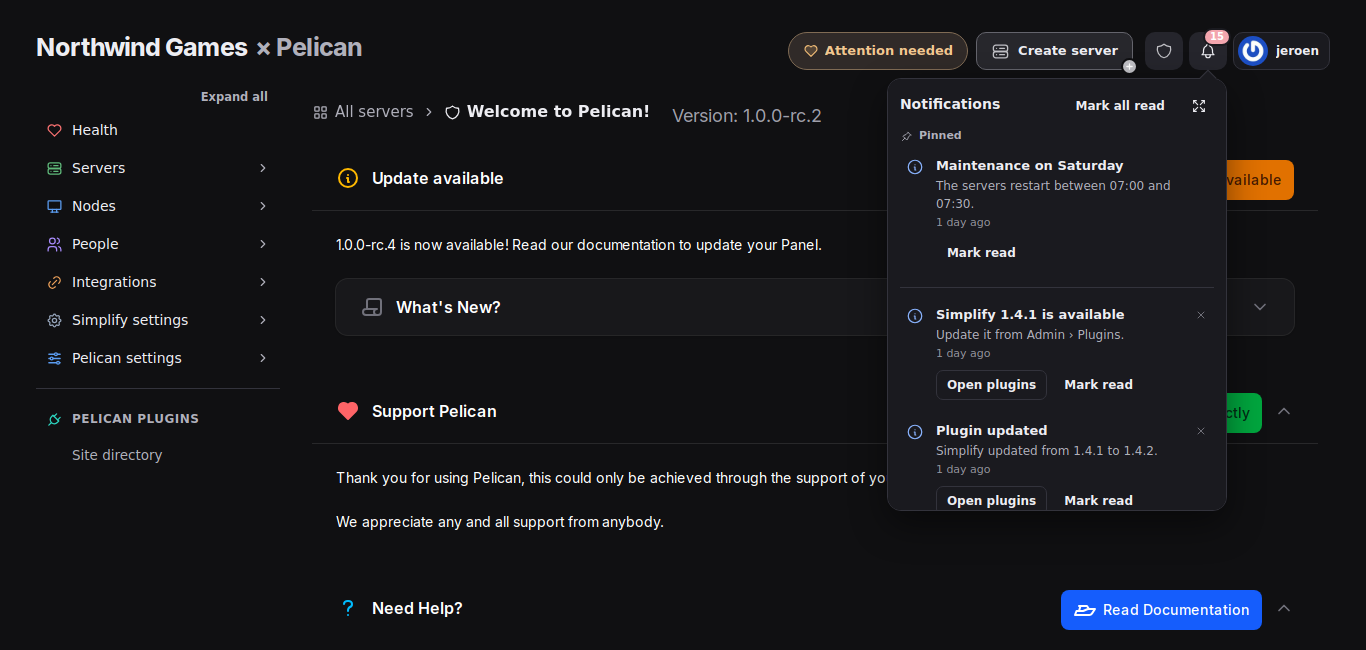 Northwind Games × Pelican
Attention needed
Create server
15
jeroen
Expand all
Health
Servers
Nodes
People
Integrations
Simplify settings
Pelican settings
PELICAN PLUGINS
Site directory
All servers › Welcome to Pelican!
Version: 1.0.0-rc.2
Update available
1.0.0-rc.4 is now available! Read our documentation to update your Panel.
What's New?
Support Pelican
Thank you for using Pelican, this could only be achieved through the support of
We appreciate any and all support from anybody.
Need Help?
Read Documentation
Notifications
Mark all read
Pinned
Maintenance on Saturday
The servers restart between 07:00 and
07:30.
1 day ago
Mark read
Simplify 1.4.1 is available
Update it from Admin › Plugins.
1 day ago
Open plugins
Mark read
Plugin updated
Simplify updated from 1.4.1 to 1.4.2.
1 day ago
Open plugins
Mark read